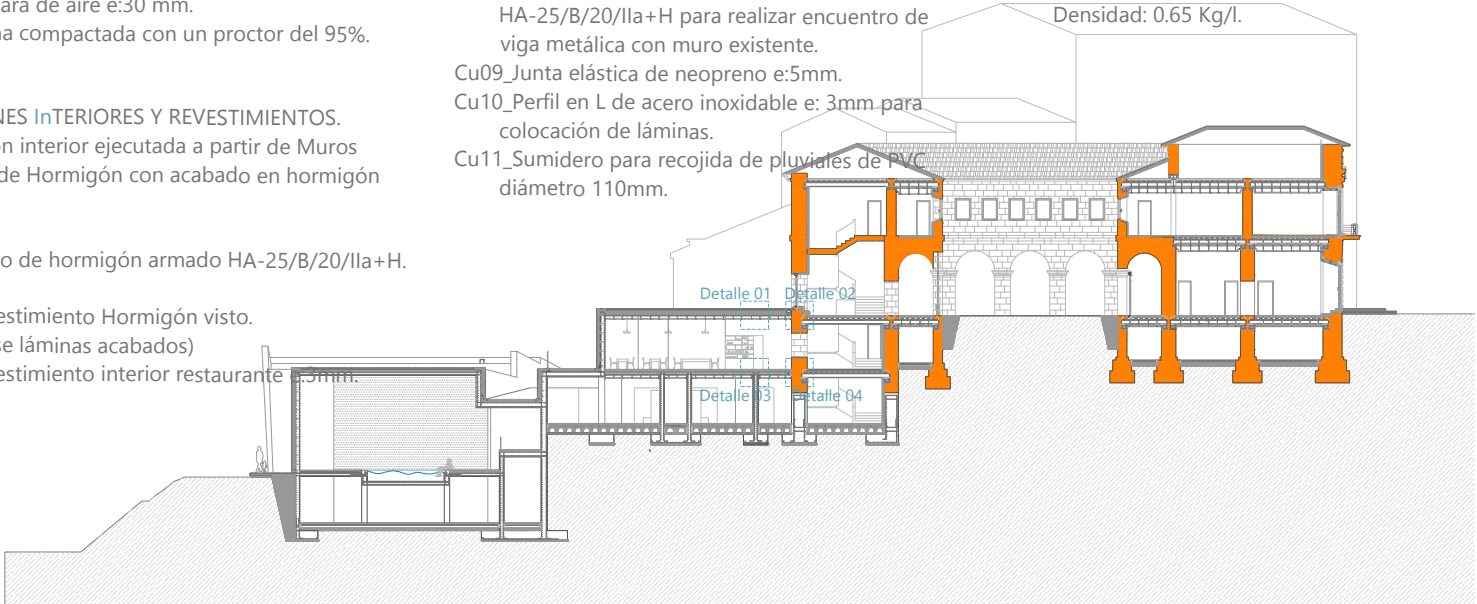 ara de aire e:30 mm.
a compactada con un proctor del 95%.
NES InTERIORES Y REVESTIMIENTOS.
n interior ejecutada a partir de Muros
de Hormigón con acabado en hormigón
o de hormigón armado HA-25/B/20/IIa+H.
estimiento Hormigón visto.
se láminas acabados)
estimiento interior restaurante e:3mm.
HA-25/B/20/IIa+H para realizar encuentro de
viga metálica con muro existente.
Cu09_Junta elástica de neopreno e:5mm.
Cu10_Perfil en L de acero inoxidable e: 3mm para
colocación de láminas.
Cu11_Sumidero para recojida de pluviales de PVC
diámetro 110mm.
Densidad: 0.65 Kg/l.
Detalle 01
Detalle 02
Detalle 03
Detalle 04